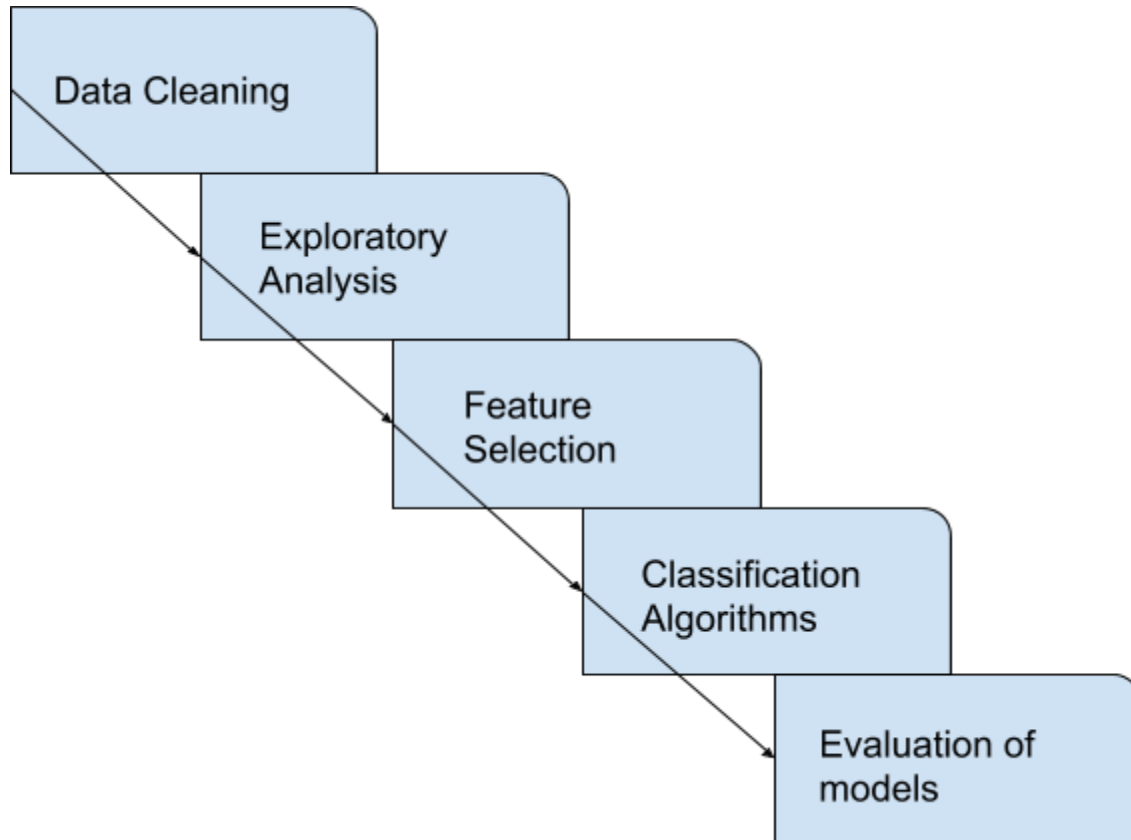 Data Cleaning
Exploratory
Analysis
Feature
Selection
Classification
Algorithms
Evaluation of
models